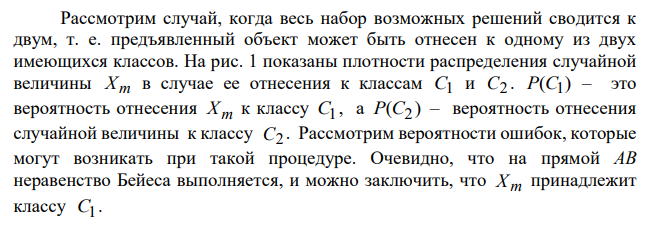 Рассмотрим случай, когда весь набор возможных решений сводится к
двум, т. е. предъявленный объект может быть отнесен к одному из двух
имеющихся классов. На рис. 1 показаны плотности распределения случайной
величины X_m в случае ее отнесения к классам C_1 и C_2. P(C_1) – это
вероятность отнесения X_m к классу C_1, а P(C_2) – вероятность отнесения
случайной величины к классу C_2. Рассмотрим вероятности ошибок, которые
могут возникать при такой процедуре. Очевидно, что на прямой AB
неравенство Бейеса выполняется, и можно заключить, что X_m принадлежит
классу C_1.